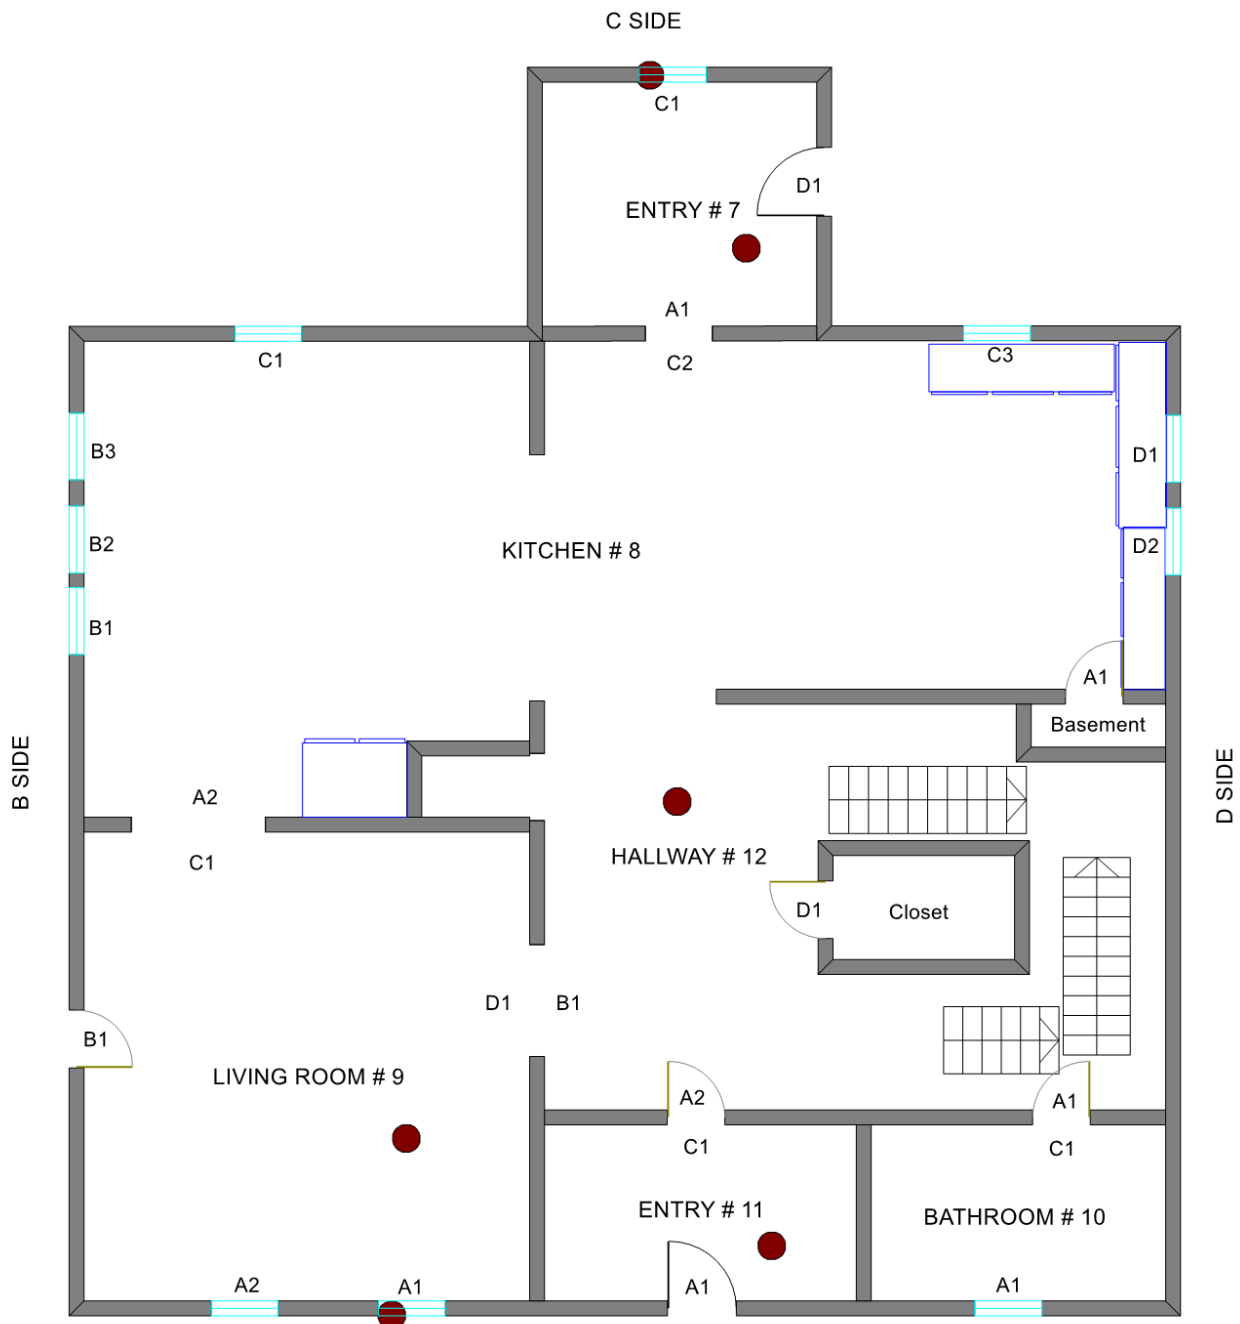 C SIDE
C1
D1
ENTRY # 7
A1
C1
C2
C3
B3
D1
B2
KITCHEN # 8
D2
B1
A1
Basement
B SIDE
D SIDE
A2
HALLWAY # 12
C1
D1
Closet
D1
B1
B1
LIVING ROOM # 9
A2
A1
C1
C1
ENTRY # 11
BATHROOM # 10
A2
A1
A1
A1